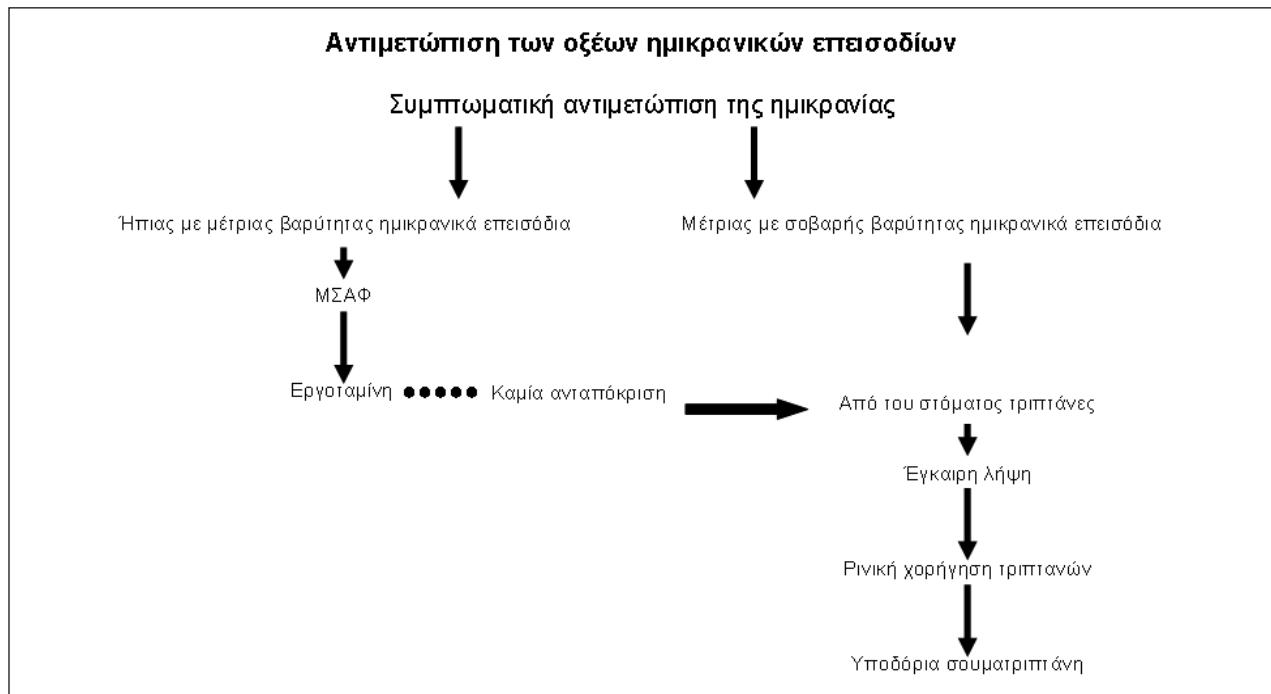 Αντιμετώπιση των οξέων ημικρανικών επεισοδίων
Συμπτωματική αντιμετώπιση της ημικρανίας
Ήπιας με μέτριας βαρύτητας ημικρανικά επεισόδια
Μέτριας με σοβαρής βαρύτητας ημικρανικά επεισόδια
ΜΣΑΦ
Εργοταμίνη ●●●●● Καμία ανταπόκριση
Από του στόματος τριπτάνες
Έγκαιρη λήψη
Ρινική χορήγηση τριπτανών
Υποδόρια σουματριπτάνη